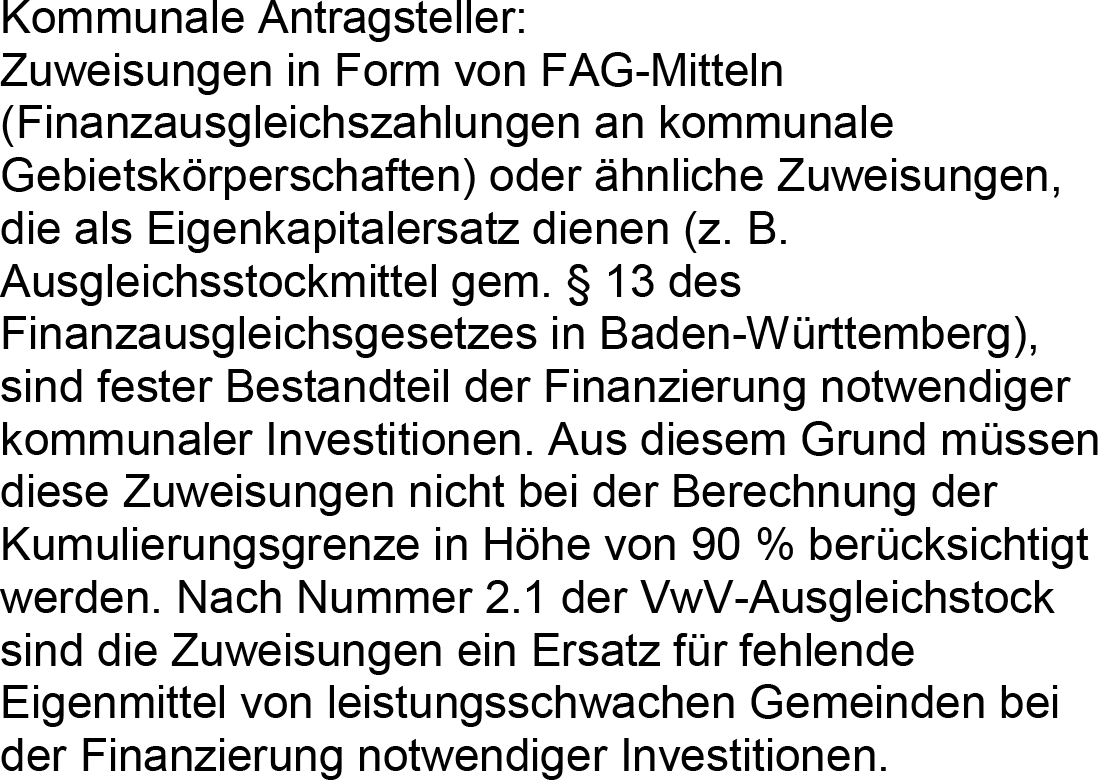 Kommunale Antragsteller:
Zuweisungen in Form von FAG-Mitteln
(Finanzausgleichszahlungen an kommunale
Gebietskörperschaften) oder ähnliche Zuweisungen,
die als Eigenkapitalersatz dienen (z. B.
Ausgleichsstockmittel gem. § 13 des
Finanzausgleichsgesetzes in Baden-Württemberg),
sind fester Bestandteil der Finanzierung notwendiger
kommunaler Investitionen. Aus diesem Grund müssen
diese Zuweisungen nicht bei der Berechnung der
Kumulierungsgrenze in Höhe von 90 % berücksichtigt
werden. Nach Nummer 2.1 der VwV-Ausgleichstock
sind die Zuweisungen ein Ersatz für fehlende
Eigenmittel von leistungsschwachen Gemeinden bei
der Finanzierung notwendiger Investitionen.